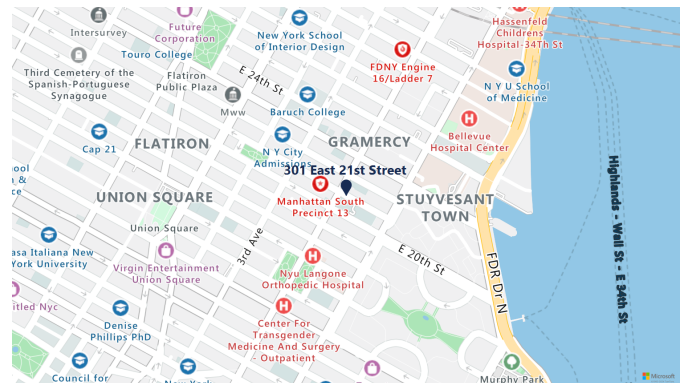 Intersurvey
Future
Corporation
New York School
of Interior Design
Hassenfeld
Childrens
Hospital-34Th St
Touro College
FDNY Engine
16/Ladder 7
Third Cemetery of the
Spanish-Portuguese
Synagogue
Flatiron
Public Plaza
E 24th St
N Y U School
of Medicine
Mww
Baruch College
Cap 21
FLATIRON
N Y City
Admissions
GRAMERCY
Bellevue
Hospital Center
301 East 21st Street
ool
&
e
UNION SQUARE
Manhattan South
Precinct 13
STUYVESANT
TOWN
Union Square
Highlands - Wall St - E 34th St
asa Italiana New
York University
3rd Ave
E 20th St
Virgin Entertainment
Union Square
Nyu Langone
Orthopedic Hospital
FDR Dr N
itled Nyc
Denise
Phillips PhD
Center For
Transgender
Medicine And Surgery
- Outpatient
Council for
New York
Murphy Park
Microsoft